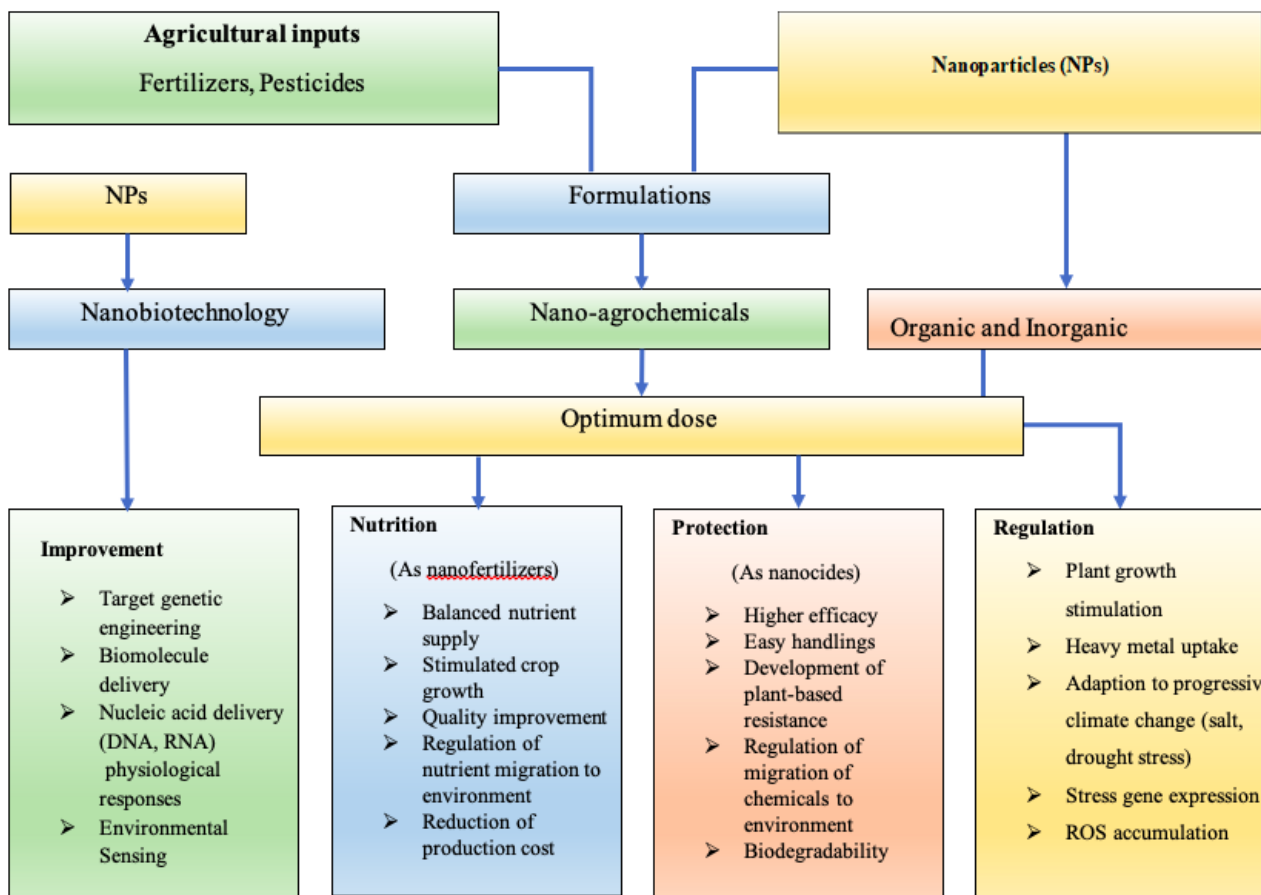 Agricultural inputs
Fertilizers, Pesticides
Nanoparticles (NPs)
NPs
Formulations
Nanobiotechnology
Nano-agrochemicals
Organic and Inorganic
Optimum dose
Improvement
➢ Target genetic
engineering
➢ Biomolecule
delivery
➢ Nucleic acid delivery
(DNA, RNA)
physiological
responses
➢ Environmental
Sensing
Nutrition
(As nanofertilizers)
➢ Balanced nutrient
supply
➢ Stimulated crop
growth
➢ Quality improvement
➢ Regulation of
nutrient migration to
environment
➢ Reduction of
production cost
Protection
(As nanocides)
➢ Higher efficacy
➢ Easy handlings
➢ Development of
plant-based
resistance
➢ Regulation of
migration of
chemicals to
environment
➢ Biodegradability
Regulation
➢ Plant growth
stimulation
➢ Heavy metal uptake
➢ Adaption to progressiv
climate change (salt,
drought stress)
➢ Stress gene expression
➢ ROS accumulation